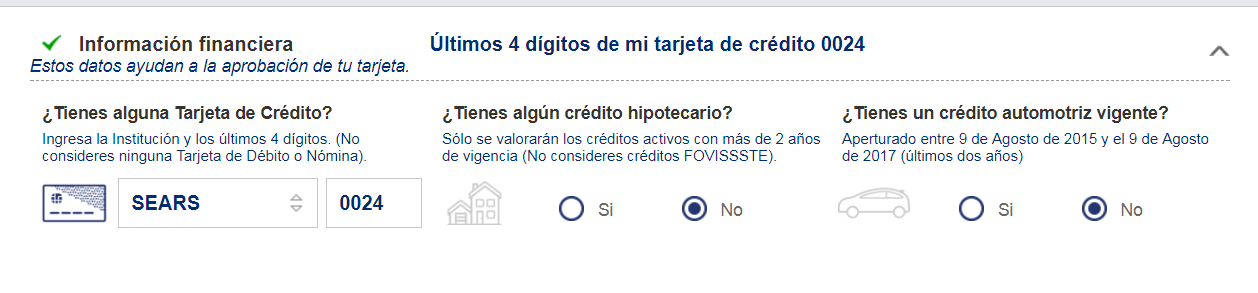 Información financiera
Últimos 4 dígitos de mi tarjeta de crédito 0024
Estos datos ayudan a la aprobación de tu tarjeta.
¿Tienes alguna Tarjeta de Crédito?
Ingresa la Institución y los últimos 4 dígitos. (No
consideres ninguna Tarjeta de Débito o Nómina).
SEARS
0024
¿Tienes algún crédito hipotecario?
Sólo se valorarán los créditos activos con más de 2 años
de vigencia (No consideres créditos FOVISSSTE).
Si
No
¿Tienes un crédito automotriz vigente?
Aperturado entre 9 de Agosto de 2015 y el 9 de Agosto
de 2017 (últimos dos años)
Si
No